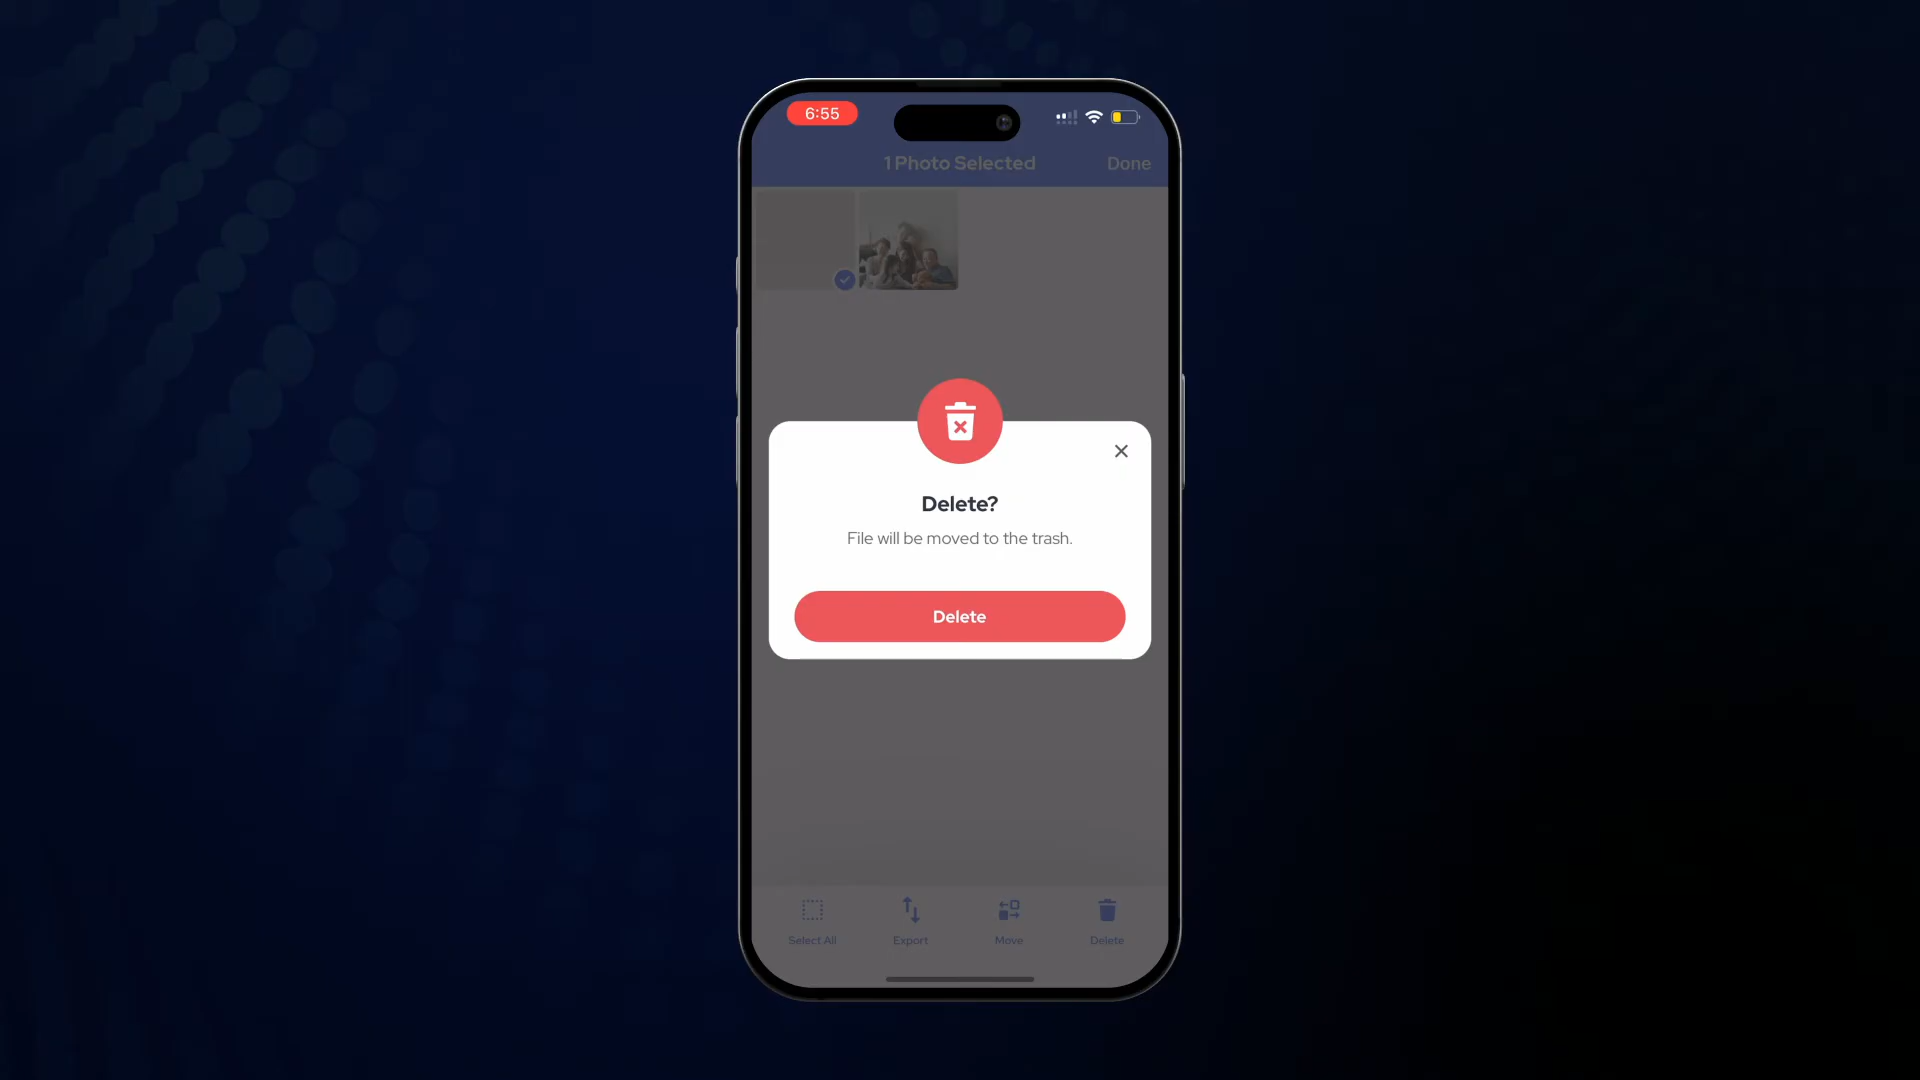 6:55
1 Photo Selected
Done
Delete?
File will be moved to the trash.
Delete
Select All
Export
Move
Delete